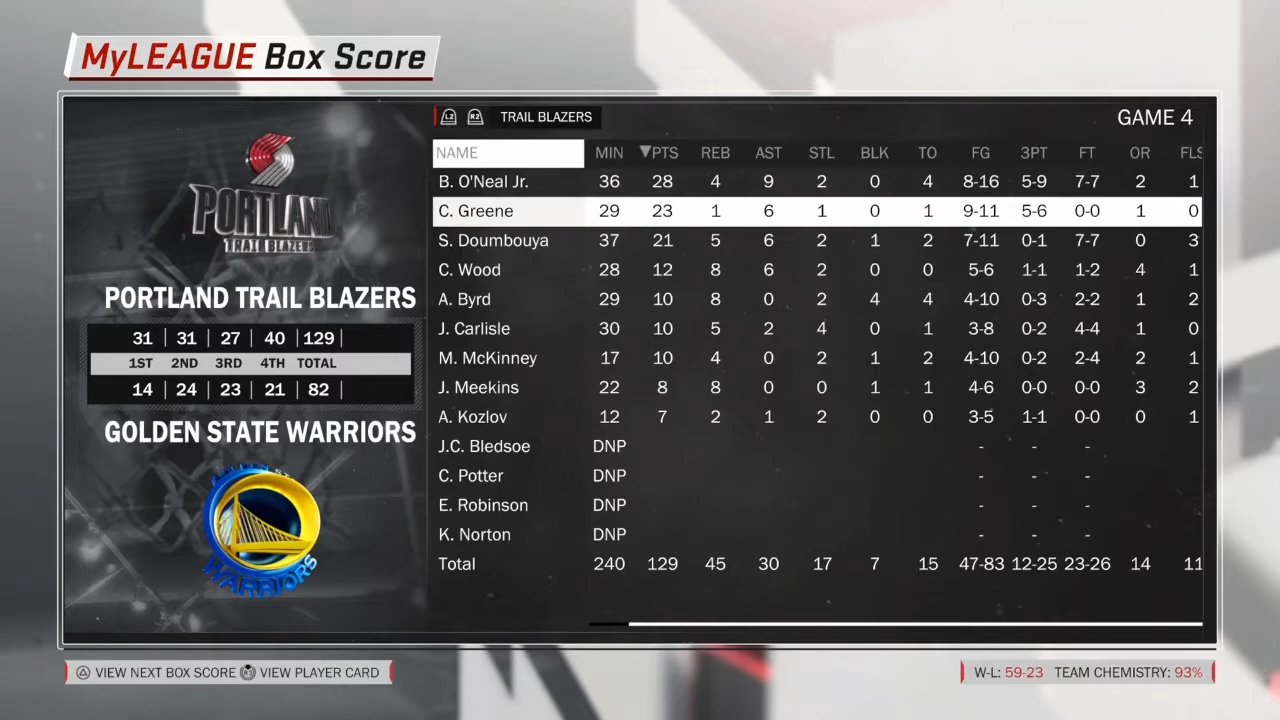 MyLEAGUE Box Score
L2 R2 TRAIL BLAZERS GAME 4
NAME MIN ▼PTS REB AST STL BLK TO FG 3PT FT OR FLS
B. O'Neal Jr. 36 28 4 9 2 0 4 8-16 5-9 7-7 2 1
C. Greene 29 23 1 6 1 0 1 9-11 5-6 0-0 1 0
S. Doumbouya 37 21 5 6 2 1 2 7-11 0-1 7-7 0 3
C. Wood 28 12 8 6 2 0 0 5-6 1-1 1-2 4 1
A. Byrd 29 10 8 0 2 4 4 4-10 0-3 2-2 1 2
J. Carlisle 30 10 5 2 4 0 1 3-8 0-2 4-4 1 0
M. McKinney 17 10 4 0 2 1 2 4-10 0-2 2-4 2 1
J. Meekins 22 8 8 0 0 1 1 4-6 0-0 0-0 3 2
A. Kozlov 12 7 2 1 2 0 0 3-5 1-1 0-0 0 1
J.C. Bledsoe DNP - - -
C. Potter DNP - - -
E. Robinson DNP - - -
K. Norton DNP - - -
Total 240 129 45 30 17 7 15 47-83 12-25 23-26 14 11
PORTLAND
TRAIL BLAZERS
PORTLAND TRAIL BLAZERS
31 | 31 | 27 | 40 | 129 |
1ST 2ND 3RD 4TH TOTAL
14 | 24 | 23 | 21 | 82 |
GOLDEN STATE WARRIORS
WARRIORS
VIEW NEXT BOX SCORE VIEW PLAYER CARD
W-L: 59-23 TEAM CHEMISTRY: 93%